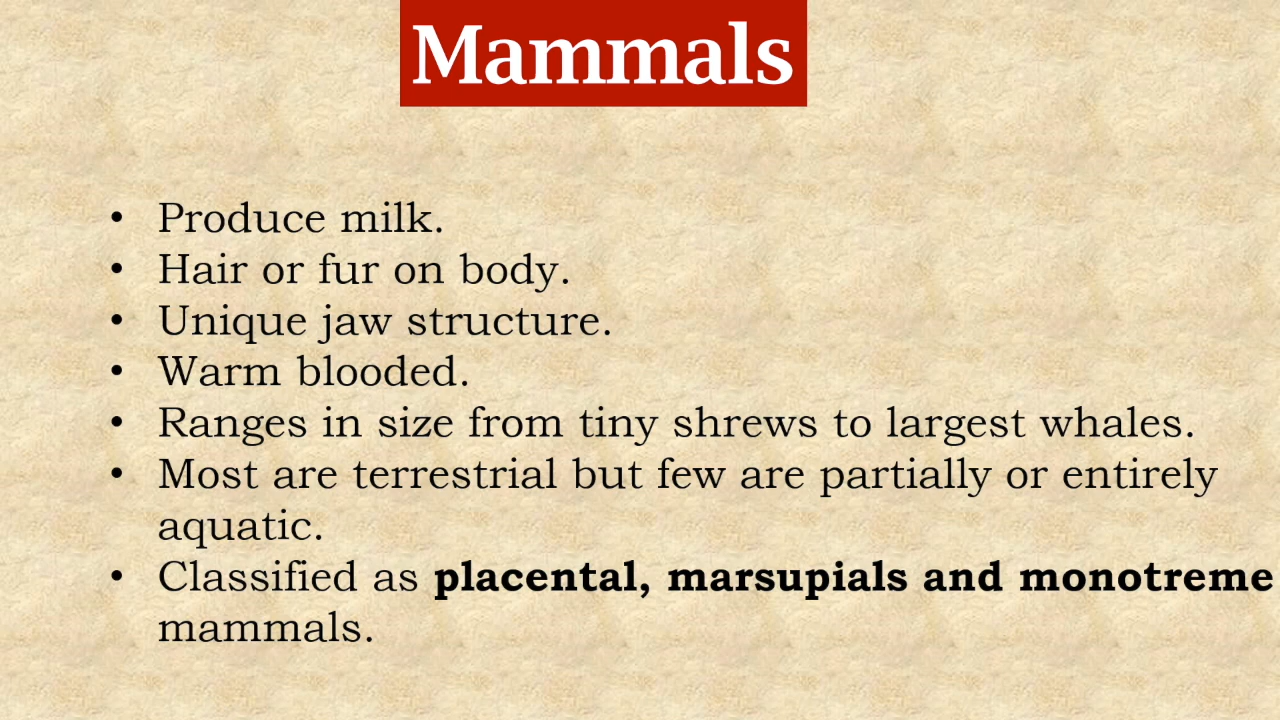 Mammals
• Produce milk.
• Hair or fur on body.
• Unique jaw structure.
• Warm blooded.
• Ranges in size from tiny shrews to largest whales.
• Most are terrestrial but few are partially or entirely
aquatic.
• Classified as placental, marsupials and monotreme
mammals.